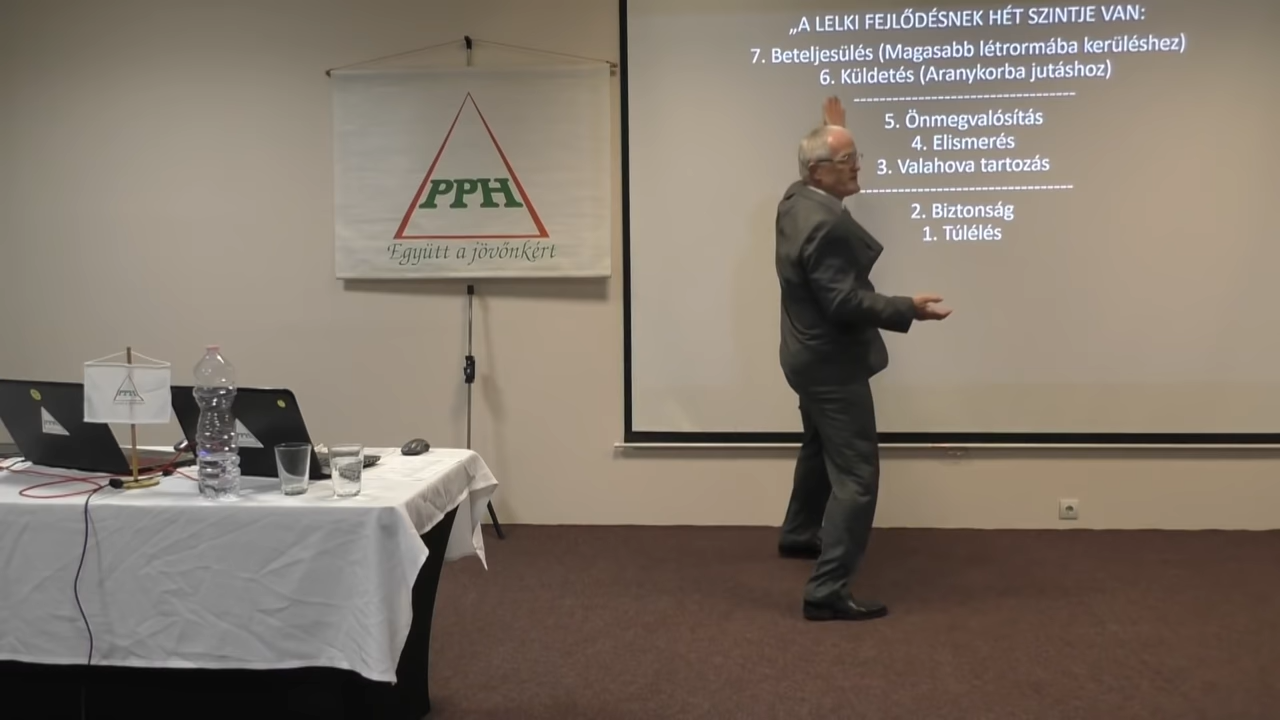 „A LELKI FEJLŐDÉSNEK HÉT SZINTJE VAN:
7. Beteljesülés (Magasabb létrormába kerüléshez)
6. Küldetés (Aranykorba jutáshoz)
5. Önmegvalósítás
4. Elismerés
3. Valahova tartozás
2. Biztonság
1. Túlélés
PPH
Együtt a jövőnkért
PPH